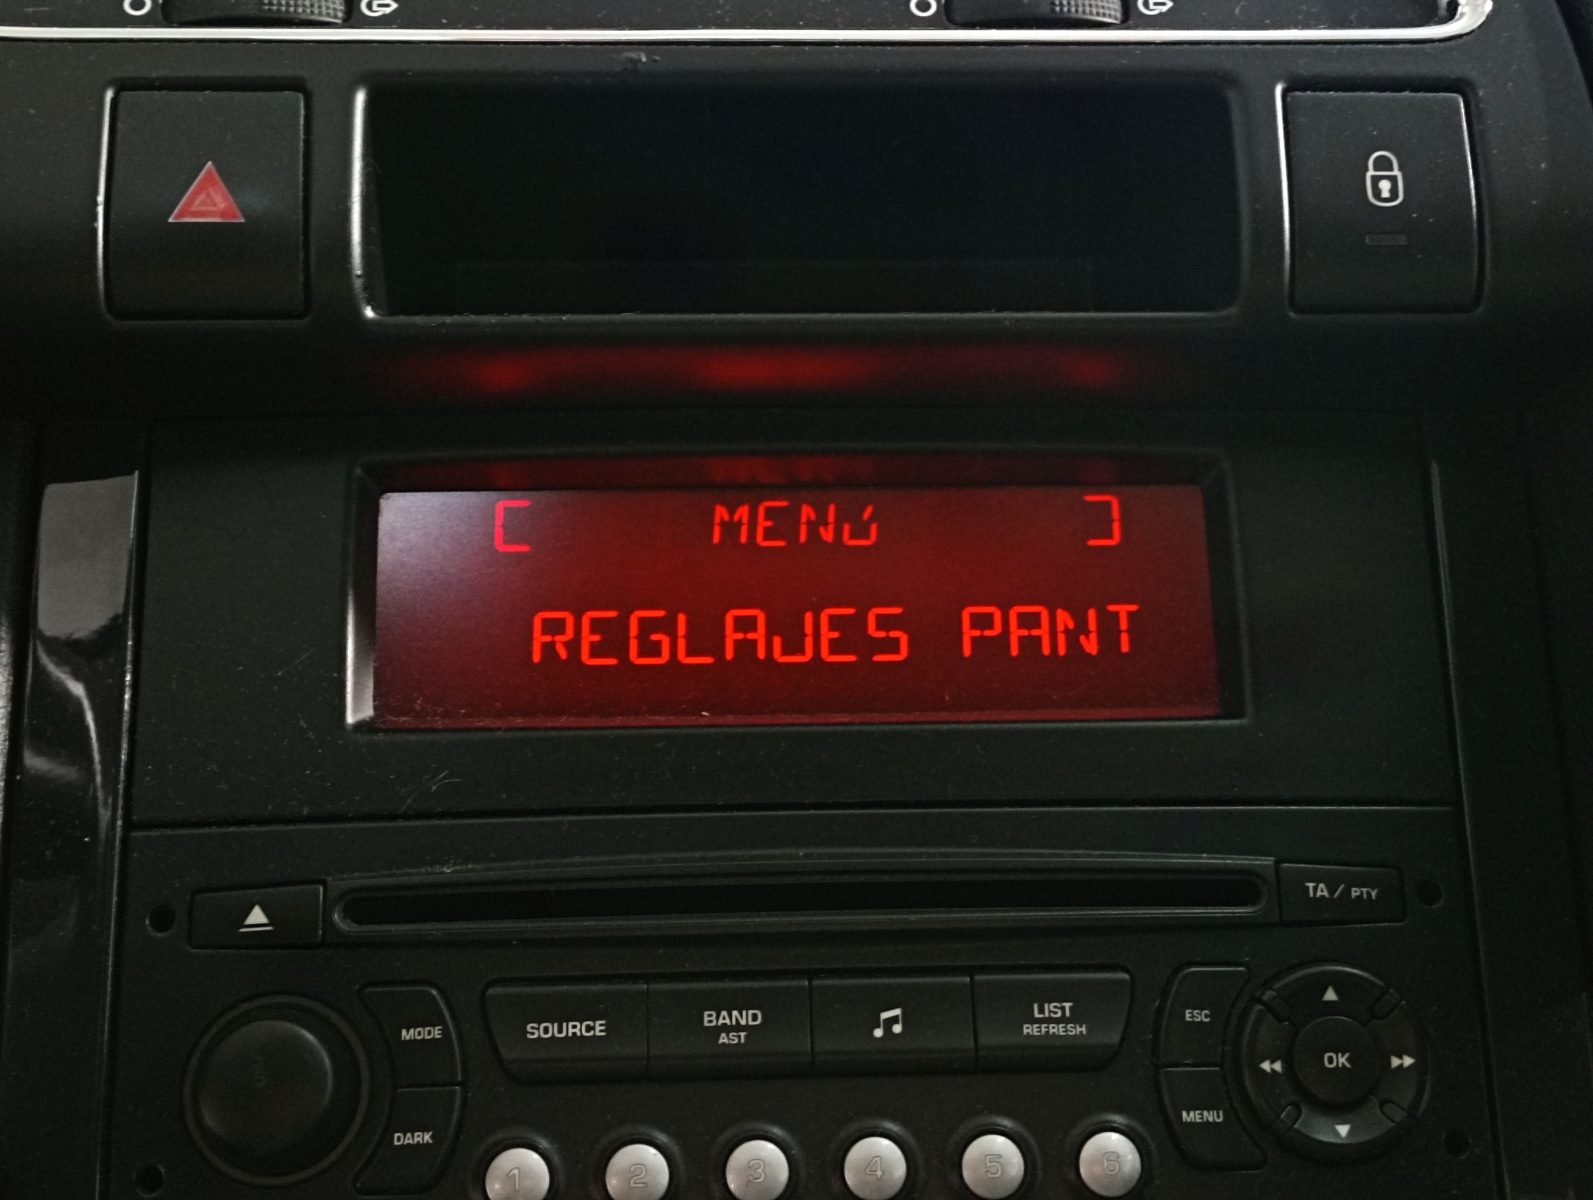 [ MENÚ ]
REGLAJES PANT
TA / PTY
MODE
SOURCE
BAND
AST
LIST
REFRESH
ESC
OK
DARK
MENU
1 2 3 4 5 6